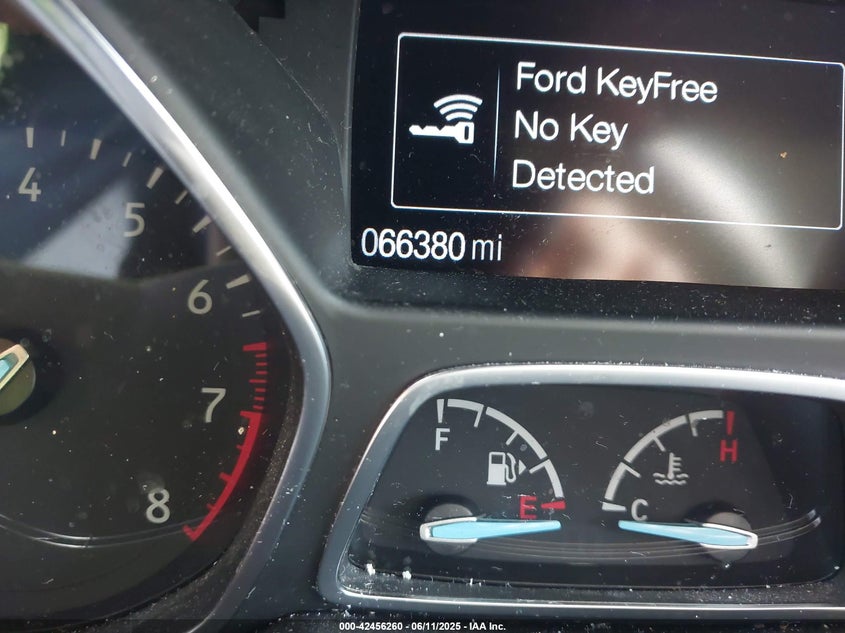 Ford KeyFree
No Key
Detected
066380 mi
4
5
6
7
8
F
E
H
C
000-42456260 - 06/11/2025 - IAA Inc.